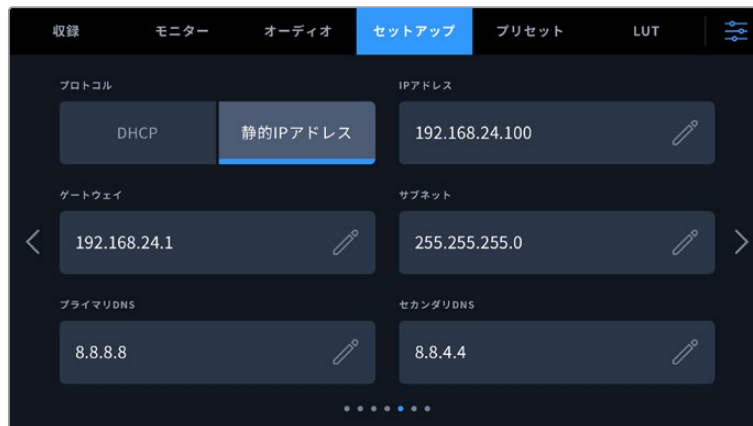 収録 モニター オーディオ セットアップ プリセット LUT
プロトコル IPアドレス
DHCP 静的IPアドレス 192.168.24.100
ゲートウェイ サブネット
192.168.24.1 255.255.255.0
プライマリDNS セカンダリDNS
8.8.8.8 8.8.4.4